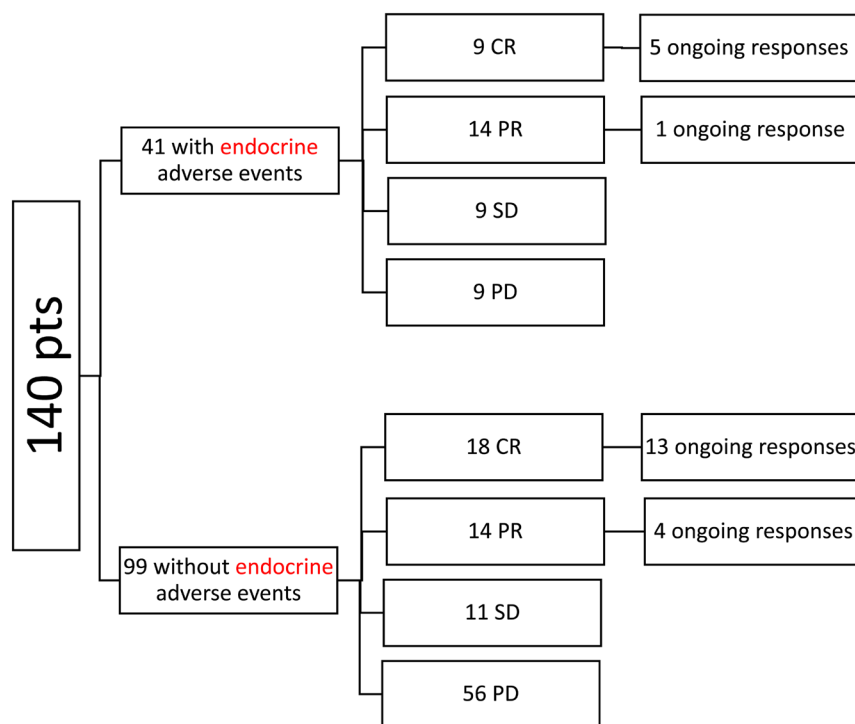 140 pts
41 with endocrine
adverse events
9 CR
5 ongoing responses
14 PR
1 ongoing response
9 SD
9 PD
99 without endocrine
adverse events
18 CR
13 ongoing responses
14 PR
4 ongoing responses
11 SD
56 PD